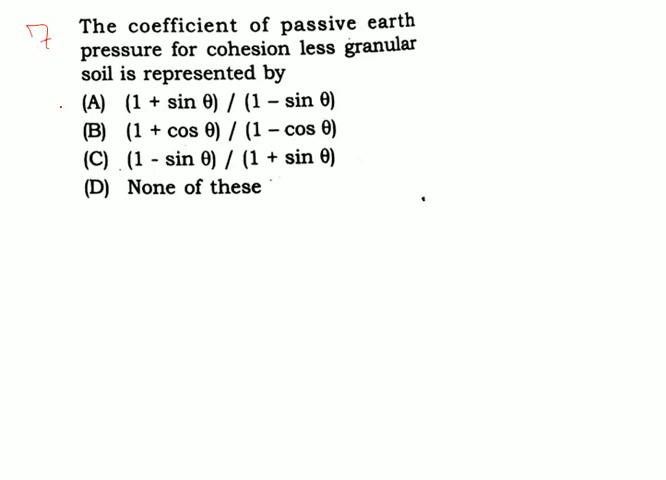 7 The coefficient of passive earth
pressure for cohesion less granular
soil is represented by
(A) (1 + sin θ) / (1 – sin θ)
(B) (1 + cos θ) / (1 – cos θ)
(C) (1 - sin θ) / (1 + sin θ)
(D) None of these